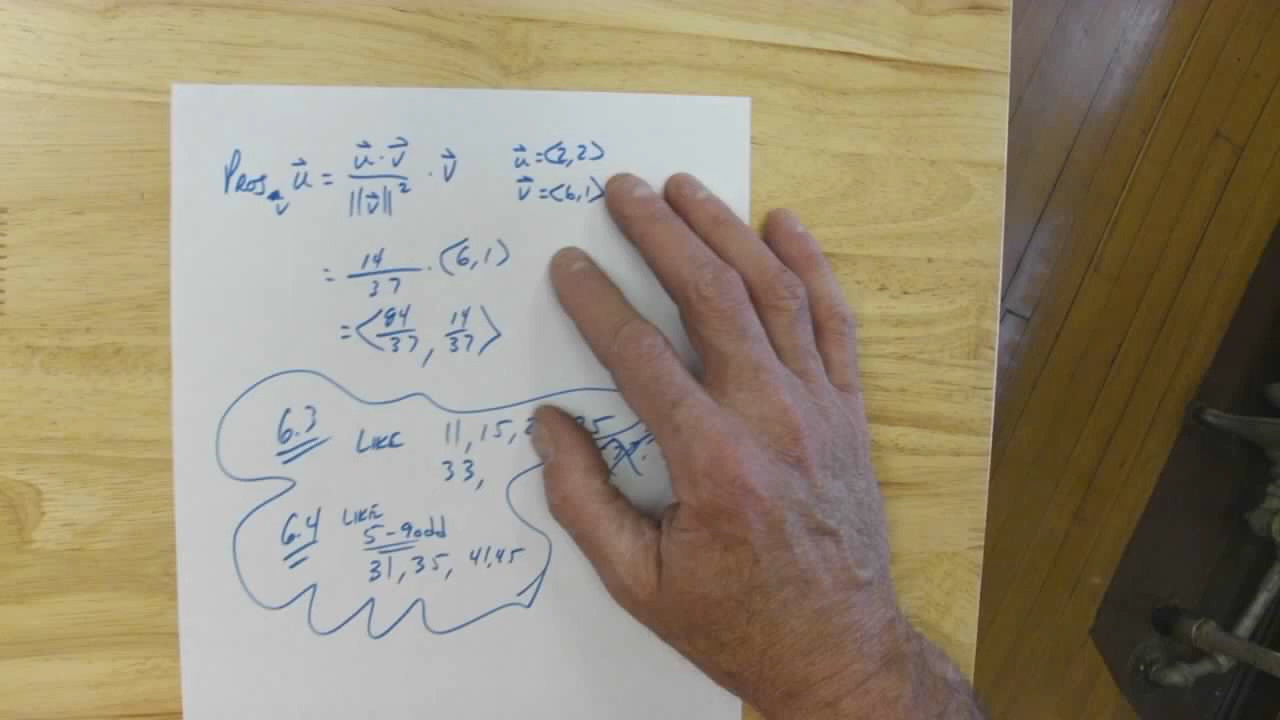 Proj_v⃗ u⃗ = u⃗ · v⃗ / ||v⃗||² · v⃗
u⃗ = <2,2>
v⃗ = <6,1>
= 14/37 · <6,1>
= <84/37, 14/37>
6.3 LIKE 11, 15,
33,
6.4 LIKE
5-9 odd
31, 35, 41, 45